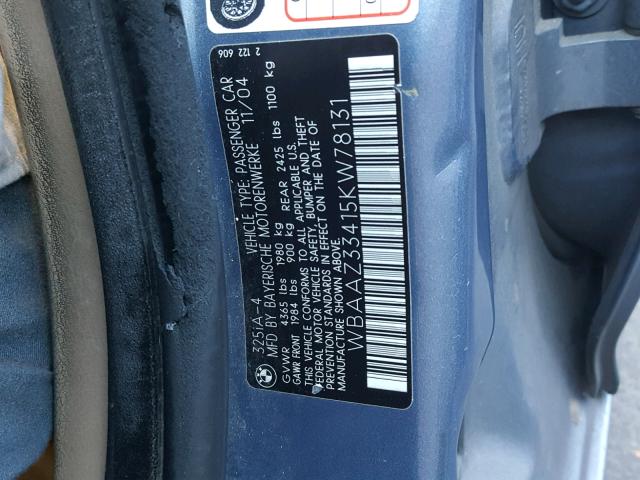 3251A-4 VEHICLE TYPE: PASSENGER CAR
MFD BY BAYERISCHE MOTORENWERKE 11/04
GVWR 4365 lbs 1980 kg
GAWR FRONT 1984 lbs 900 kg REAR 2425 lbs 1100 kg
THIS VEHICLE CONFORMS TO ALL APPLICABLE U.S.
FEDERAL MOTOR VEHICLE SAFETY, BUMPER AND THEFT
PREVENTION STANDARDS IN EFFECT ON THE DATE OF
MANUFACTURE SHOWN ABOVE.
WBAAZ33415KW78131
2 122 606